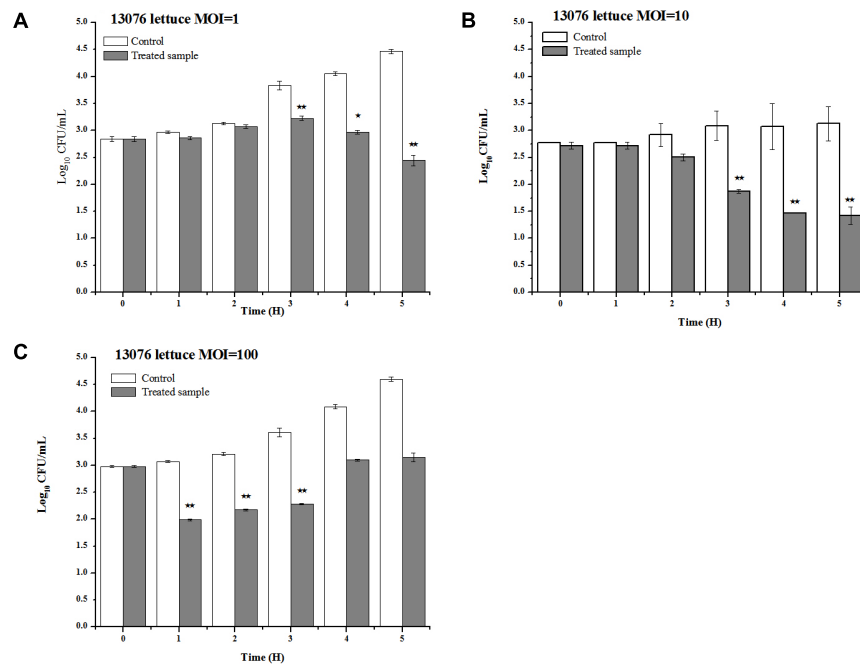 A
13076 lettuce MOI=1
Control
Treated sample
Log10 CFU/mL
5.0
4.5
4.0
3.5
3.0
2.5
2.0
1.5
1.0
0.5
0.0
★★
★
★★
0 1 2 3 4 5
Time (H)
B
13076 lettuce MOI=10
Control
Treated sample
Log10 CFU/mL
5.0
4.5
4.0
3.5
3.0
2.5
2.0
1.5
1.0
0.5
0.0
★★
★★
★★
0 1 2 3 4 5
Time (H)
C
13076 lettuce MOI=100
Control
Treated sample
Log10 CFU/mL
5.0
4.5
4.0
3.5
3.0
2.5
2.0
1.5
1.0
0.5
0.0
★★
★★
★★
0 1 2 3 4 5
Time (H)